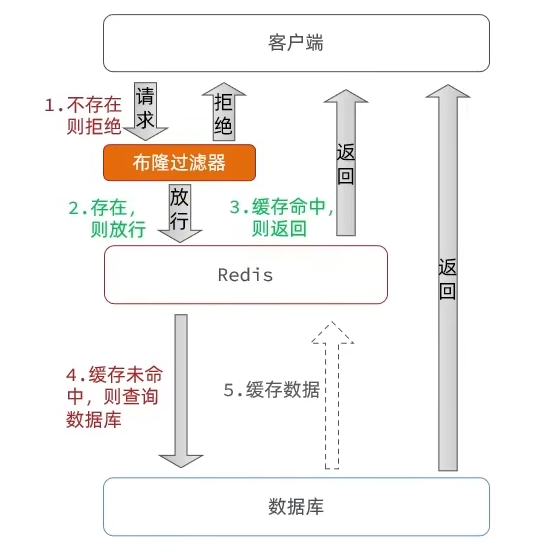 客户端
1.不存在
则拒绝
请求
拒绝
布隆过滤器
返回
2.存在，
则放行
放行
3.缓存命中，
则返回
Redis
返回
4.缓存未命
中，则查询
数据库
5.缓存数据
数据库